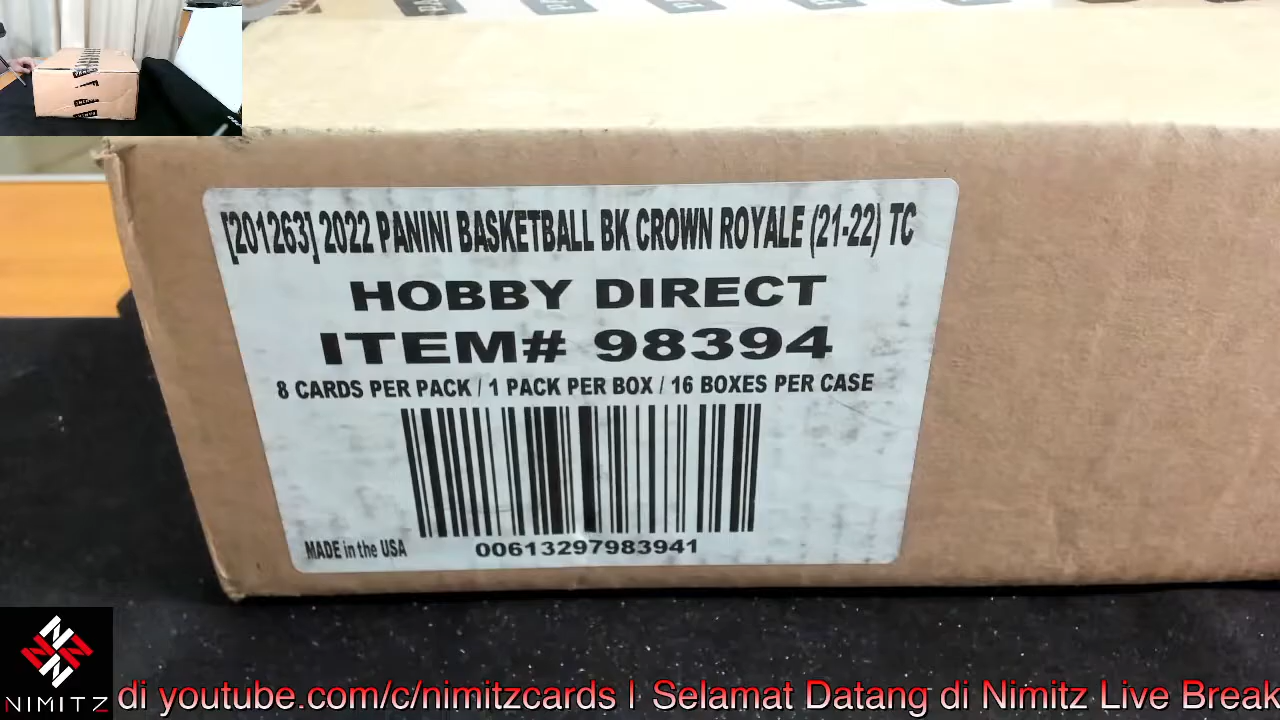 [201263] 2022 PANINI BASKETBALL BK CROWN ROYALE (21-22) TC
HOBBY DIRECT
ITEM# 98394
8 CARDS PER PACK / 1 PACK PER BOX / 16 BOXES PER CASE
MADE in the USA
00613297983941
NIMITZ
di youtube.com/c/nimitzcards | Selamat Datang di Nimitz Live Break